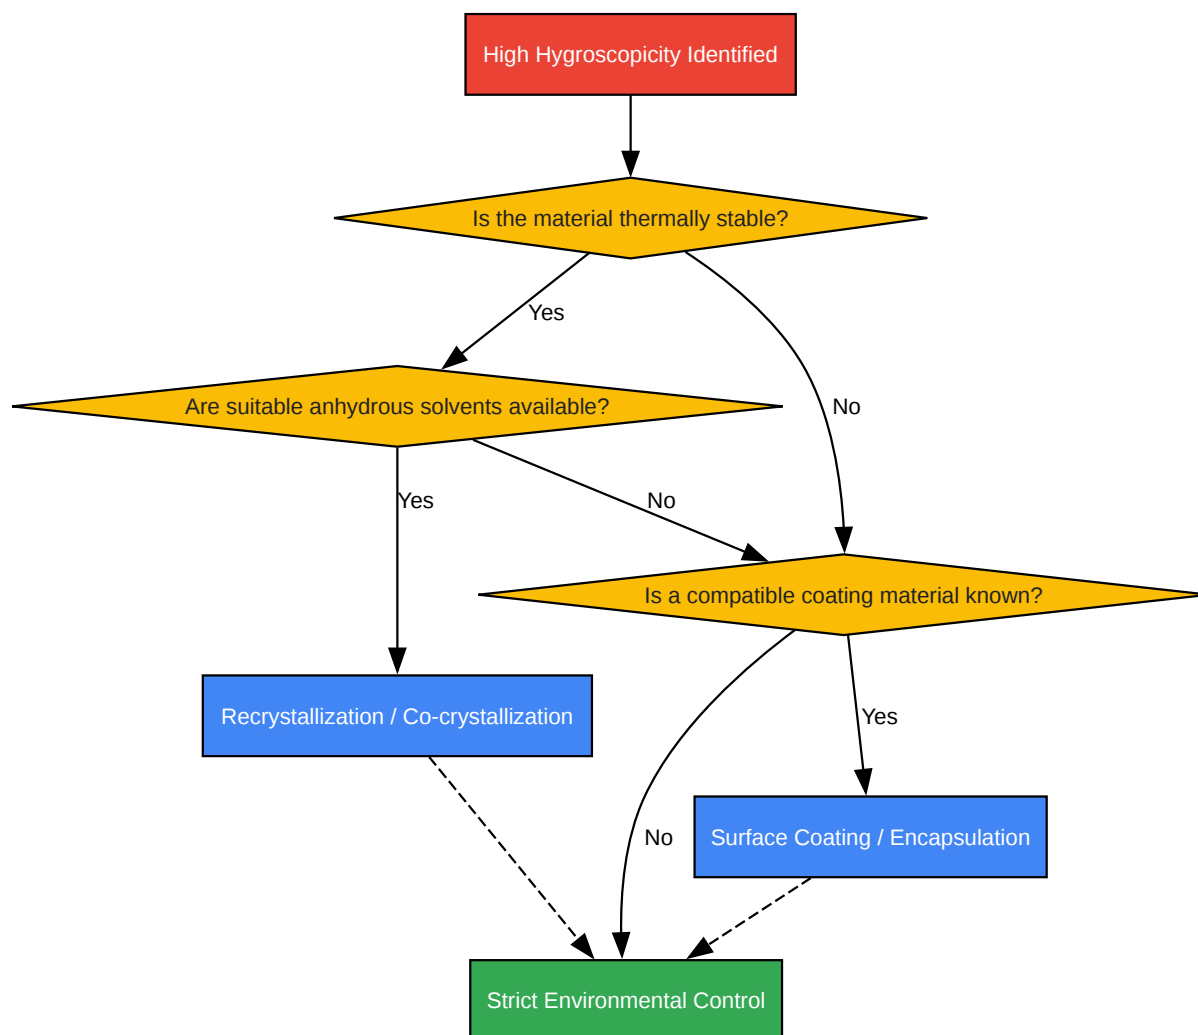 High Hygroscopicity Identified
Is the material thermally stable?
Yes
Are suitable anhydrous solvents available?
No
Yes
No
Is a compatible coating material known?
Recrystallization / Co-crystallization
Yes
No
Surface Coating / Encapsulation
Strict Environmental Control